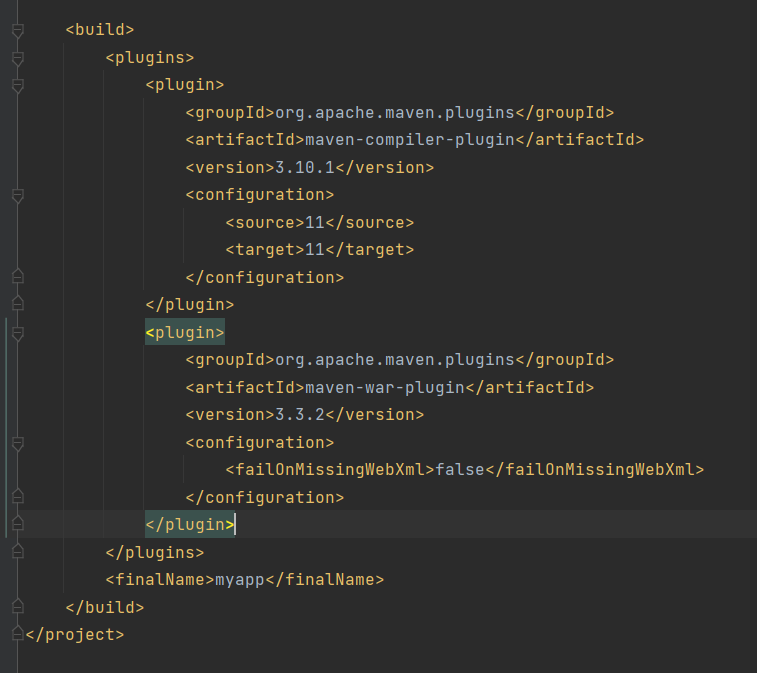 <build>
<plugins>
<plugin>
<groupId>org.apache.maven.plugins</groupId>
<artifactId>maven-compiler-plugin</artifactId>
<version>3.10.1</version>
<configuration>
<source>11</source>
<target>11</target>
</configuration>
</plugin>
<plugin>
<groupId>org.apache.maven.plugins</groupId>
<artifactId>maven-war-plugin</artifactId>
<version>3.3.2</version>
<configuration>
<failOnMissingWebXml>false</failOnMissingWebXml>
</configuration>
</plugin>
</plugins>
<finalName>myapp</finalName>
</build>
</project>